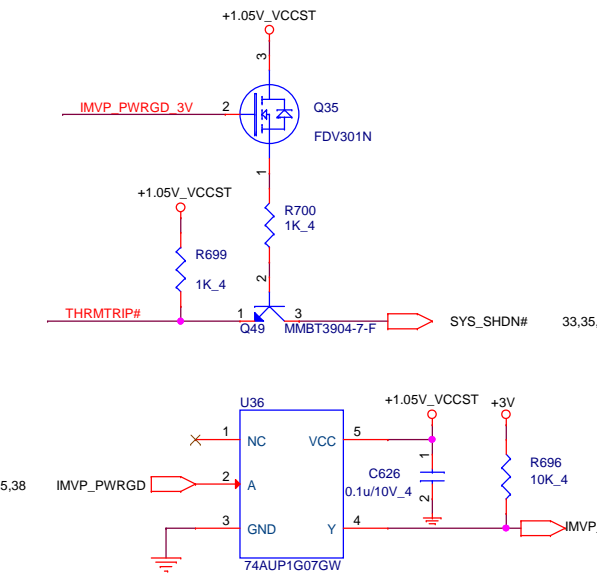 +1.05V_VCCST
3
IMVP_PWRGD_3V
2
Q35
FDV301N
1
+1.05V_VCCST
R700
1K_4
R699
1K_4
2
THRMTRIP#
1
3
Q49
MMBT3904-7-F
SYS_SHDN#
33,35,
U36
+1.05V_VCCST
+3V
1
NC
VCC
5
1
C626
0.1u/10V_4
2
R696
10K_4
5,38
IMVP_PWRGD
2
A
3
GND
Y
4
IMVP_
74AUP1G07GW